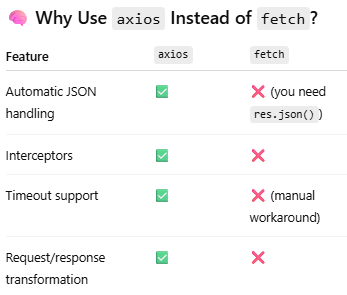 🧠 Why Use axios Instead of fetch?
Feature axios fetch
Automatic JSON ✅ ❌ (you need
handling res.json())
Interceptors ✅ ❌
Timeout support ✅ ❌ (manual
workaround)
Request/response ✅ ❌
transformation